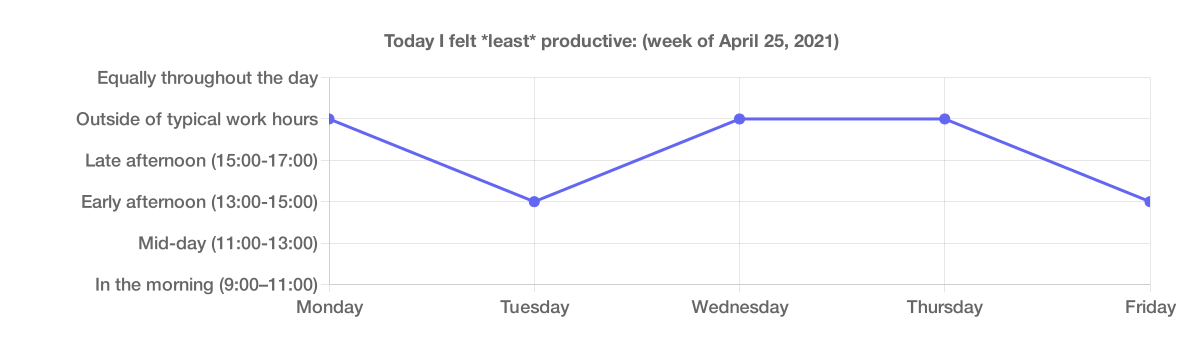 Today I felt *least* productive: (week of April 25, 2021)
Equally throughout the day
Outside of typical work hours
Late afternoon (15:00-17:00)
Early afternoon (13:00-15:00)
Mid-day (11:00-13:00)
In the morning (9:00–11:00)
Monday Tuesday Wednesday Thursday Friday